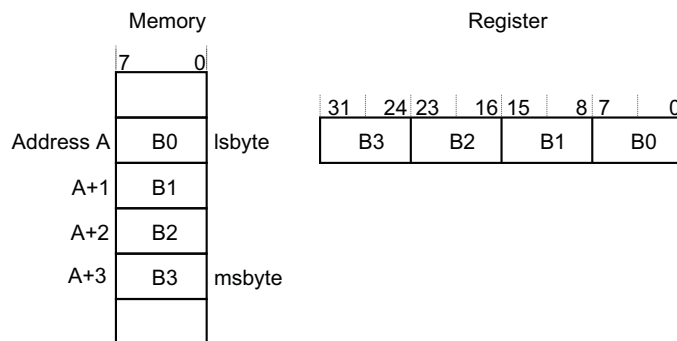 Memory
Register
7 0
31 24 23 16 15 8 7 0
Address A B0 lsbyte
B3 B2 B1 B0
A+1 B1
A+2 B2
A+3 B3 msbyte